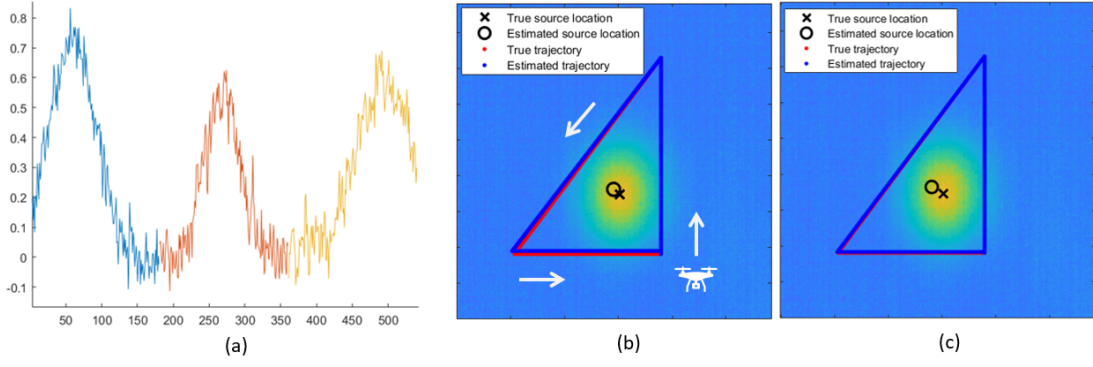 0.8
0.7
0.6
0.5
0.4
0.3
0.2
0.1
0
-0.1
50 100 150 200 250 300 350 400 450 500
(a)
True source location
Estimated source location
True trajectory
Estimated trajectory
(b)
True source location
Estimated source location
True trajectory
Estimated trajectory
(c)